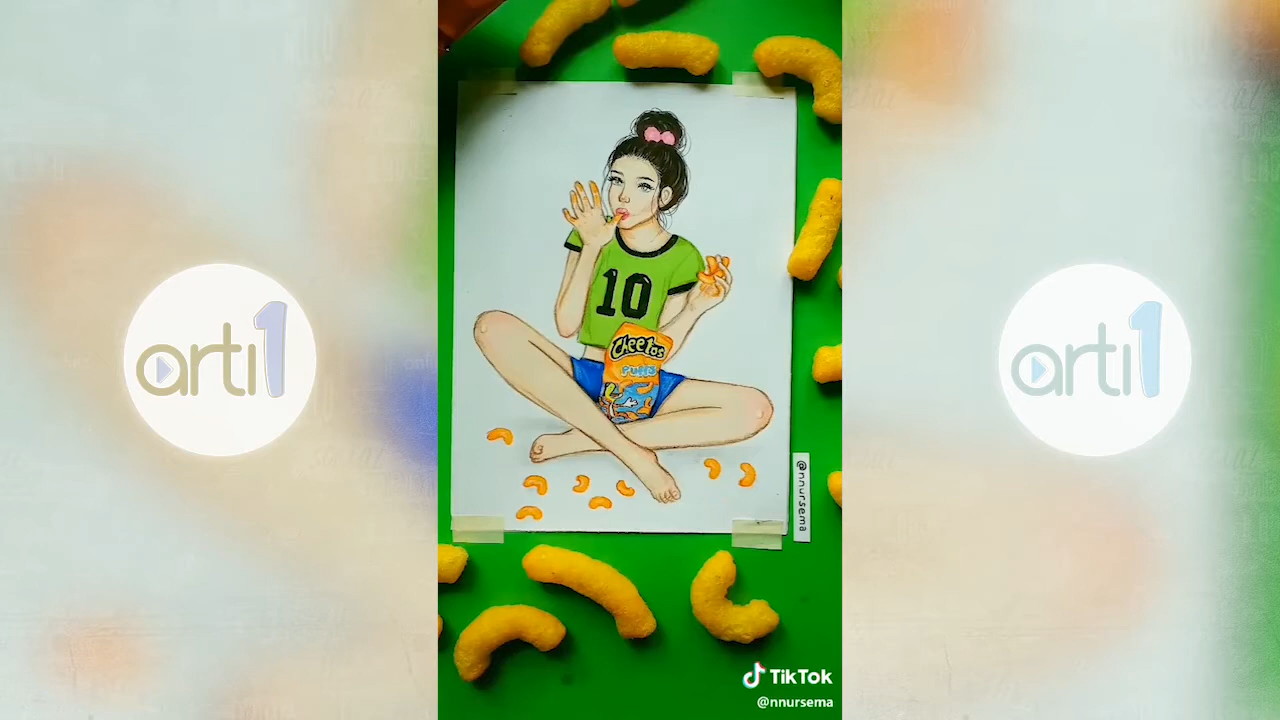 arti1
10
Cheetos
Puffs
@nnursema
TikTok
@nnursema
arti1